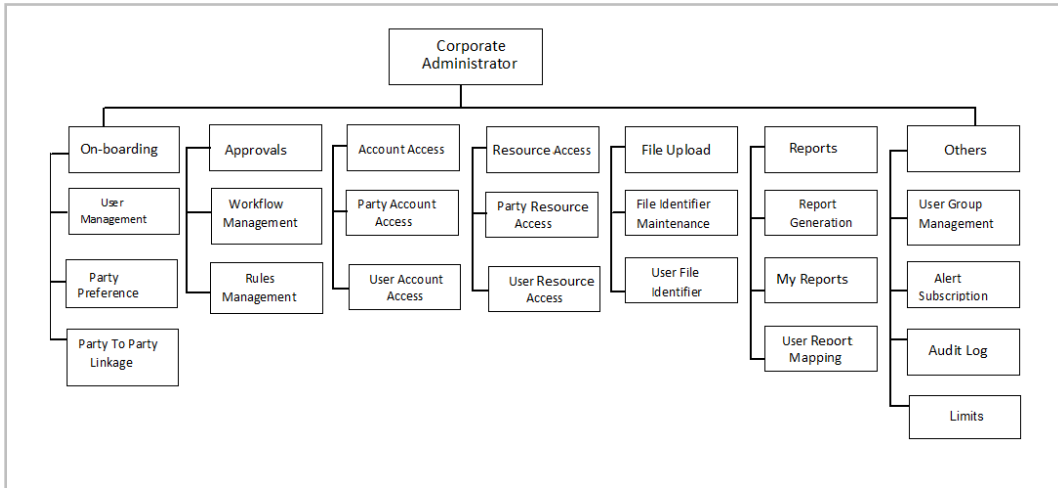 Corporate
Administrator
On-boarding
User
Management
Party
Preference
Party To Party
Linkage
Approvals
Workflow
Management
Rules
Management
Account Access
Party Account
Access
User Account
Access
Resource Access
Party Resource
Access
User Resource
Access
File Upload
File Identifier
Maintenance
User File
Identifier
Reports
Report
Generation
My Reports
User Report
Mapping
Others
User Group
Management
Alert
Subscription
Audit Log
Limits